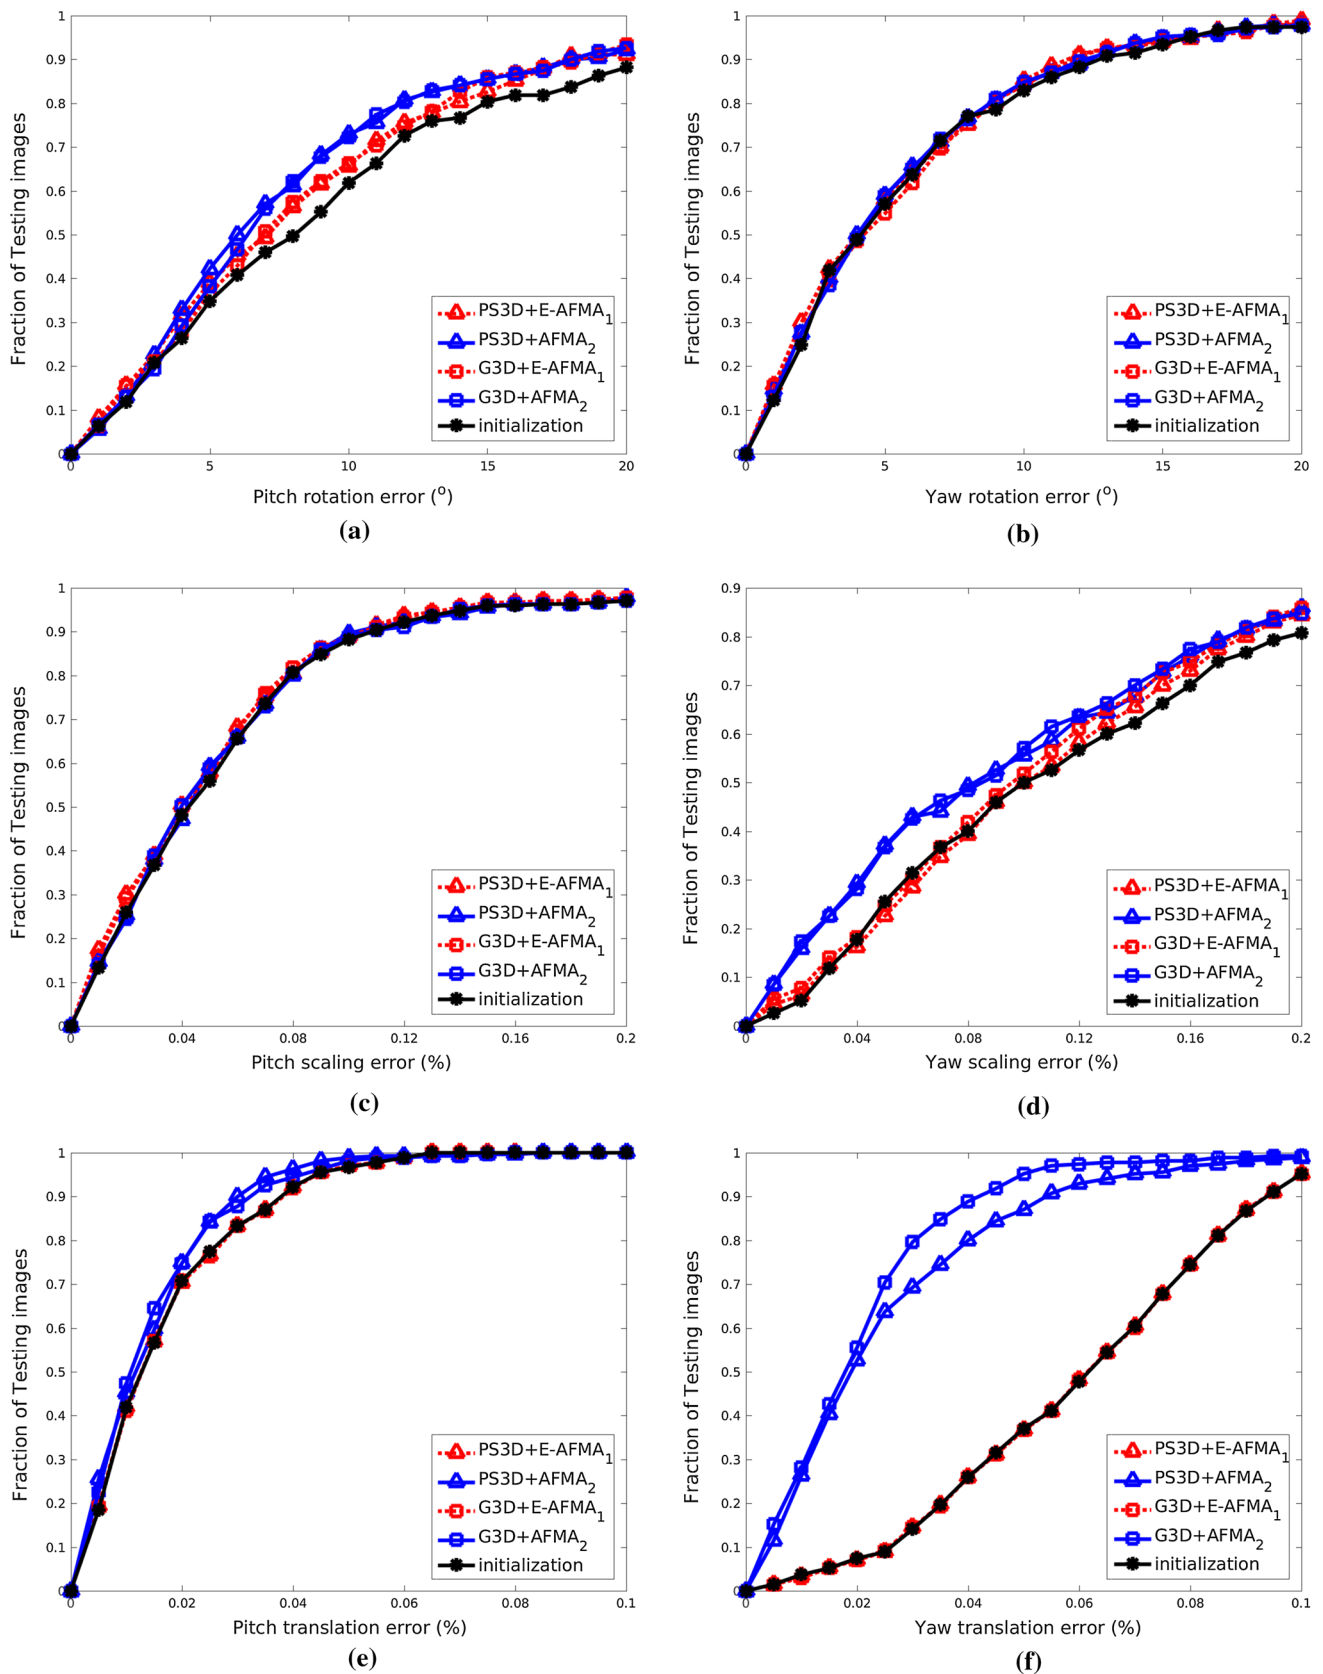 1
0.9
0.8
0.7
0.6
0.5
0.4
0.3
0.2
0.1
0
Fraction of Testing images
PS3D+E-AFMA1
PS3D+AFMA2
G3D+E-AFMA1
G3D+AFMA2
initialization
0 5 10 15 20
Pitch rotation error (o)
(a)
1
0.9
0.8
0.7
0.6
0.5
0.4
0.3
0.2
0.1
0
Fraction of Testing images
PS3D+E-AFMA1
PS3D+AFMA2
G3D+E-AFMA1
G3D+AFMA2
initialization
0 5 10 15 20
Yaw rotation error (o)
(b)
1
0.9
0.8
0.7
0.6
0.5
0.4
0.3
0.2
0.1
0
Fraction of Testing images
PS3D+E-AFMA1
PS3D+AFMA2
G3D+E-AFMA1
G3D+AFMA2
initialization
0 0.04 0.08 0.12 0.16 0.2
Pitch scaling error (%)
(c)
0.9
0.8
0.7
0.6
0.5
0.4
0.3
0.2
0.1
0
Fraction of Testing images
PS3D+E-AFMA1
PS3D+AFMA2
G3D+E-AFMA1
G3D+AFMA2
initialization
0 0.04 0.08 0.12 0.16 0.2
Yaw scaling error (%)
(d)
1
0.9
0.8
0.7
0.6
0.5
0.4
0.3
0.2
0.1
0
Fraction of Testing images
PS3D+E-AFMA1
PS3D+AFMA2
G3D+E-AFMA1
G3D+AFMA2
initialization
0 0.02 0.04 0.06 0.08 0.1
Pitch translation error (%)
(e)
1
0.9
0.8
0.7
0.6
0.5
0.4
0.3
0.2
0.1
0
Fraction of Testing images
PS3D+E-AFMA1
PS3D+AFMA2
G3D+E-AFMA1
G3D+AFMA2
initialization
0 0.02 0.04 0.06 0.08 0.1
Yaw translation error (%)
(f)